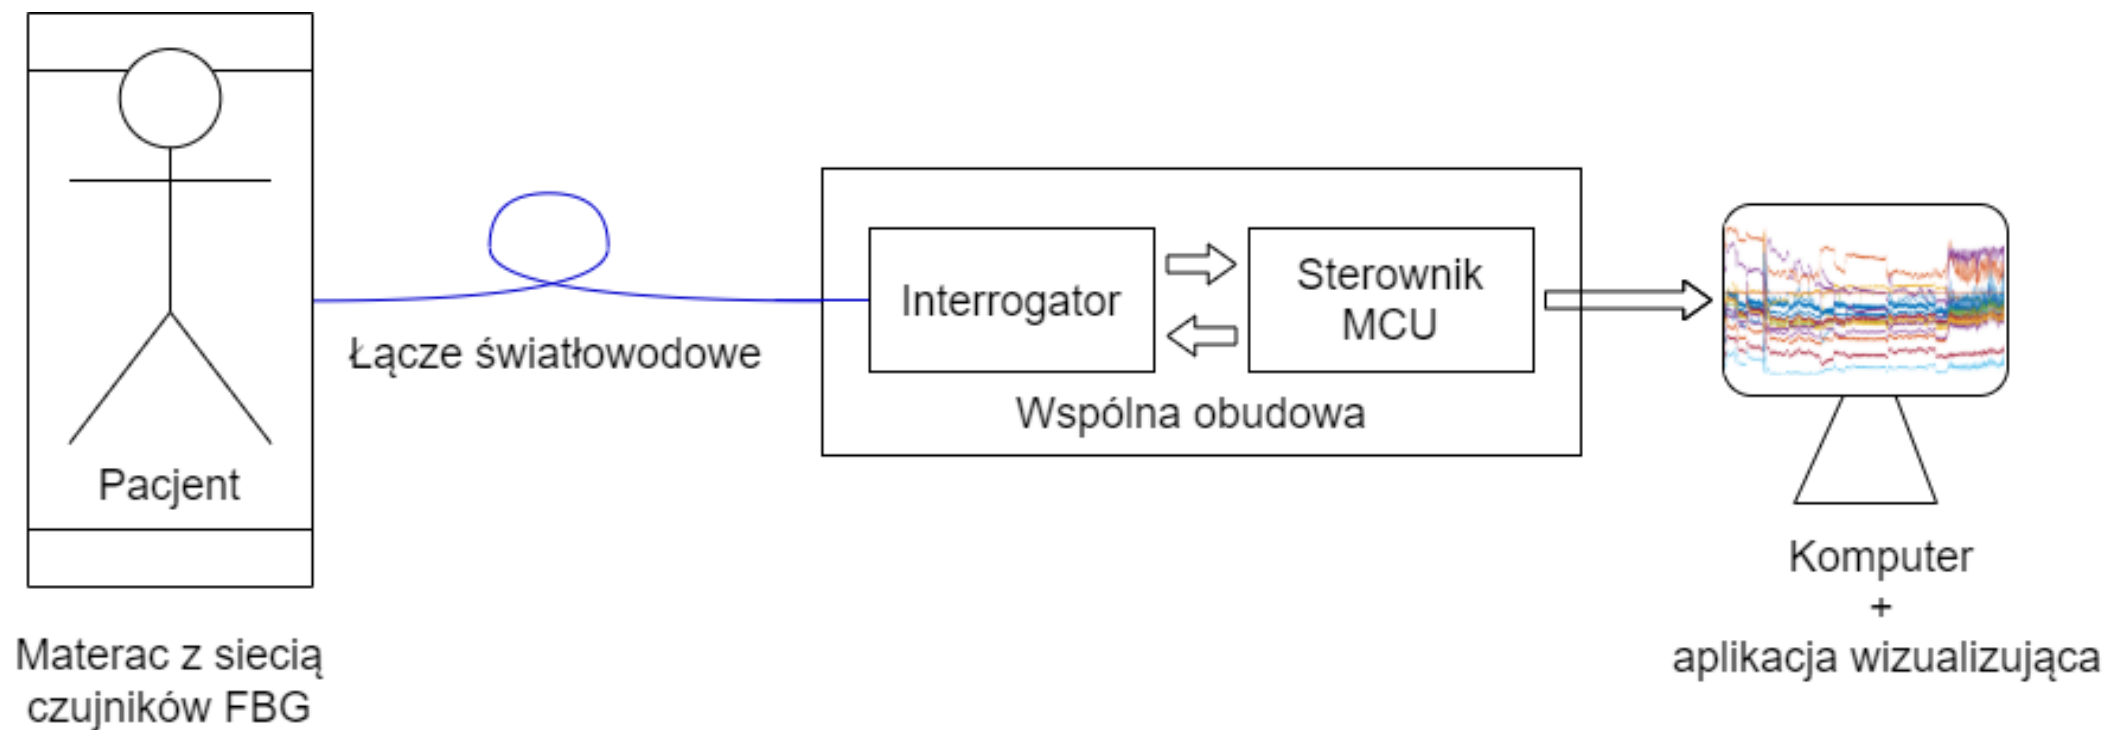 Pacjent
Materac z siecią
czujników FBG
Łącze światłowodowe
Interrogator
Sterownik
MCU
Wspólna obudowa
Komputer
+
aplikacja wizualizująca